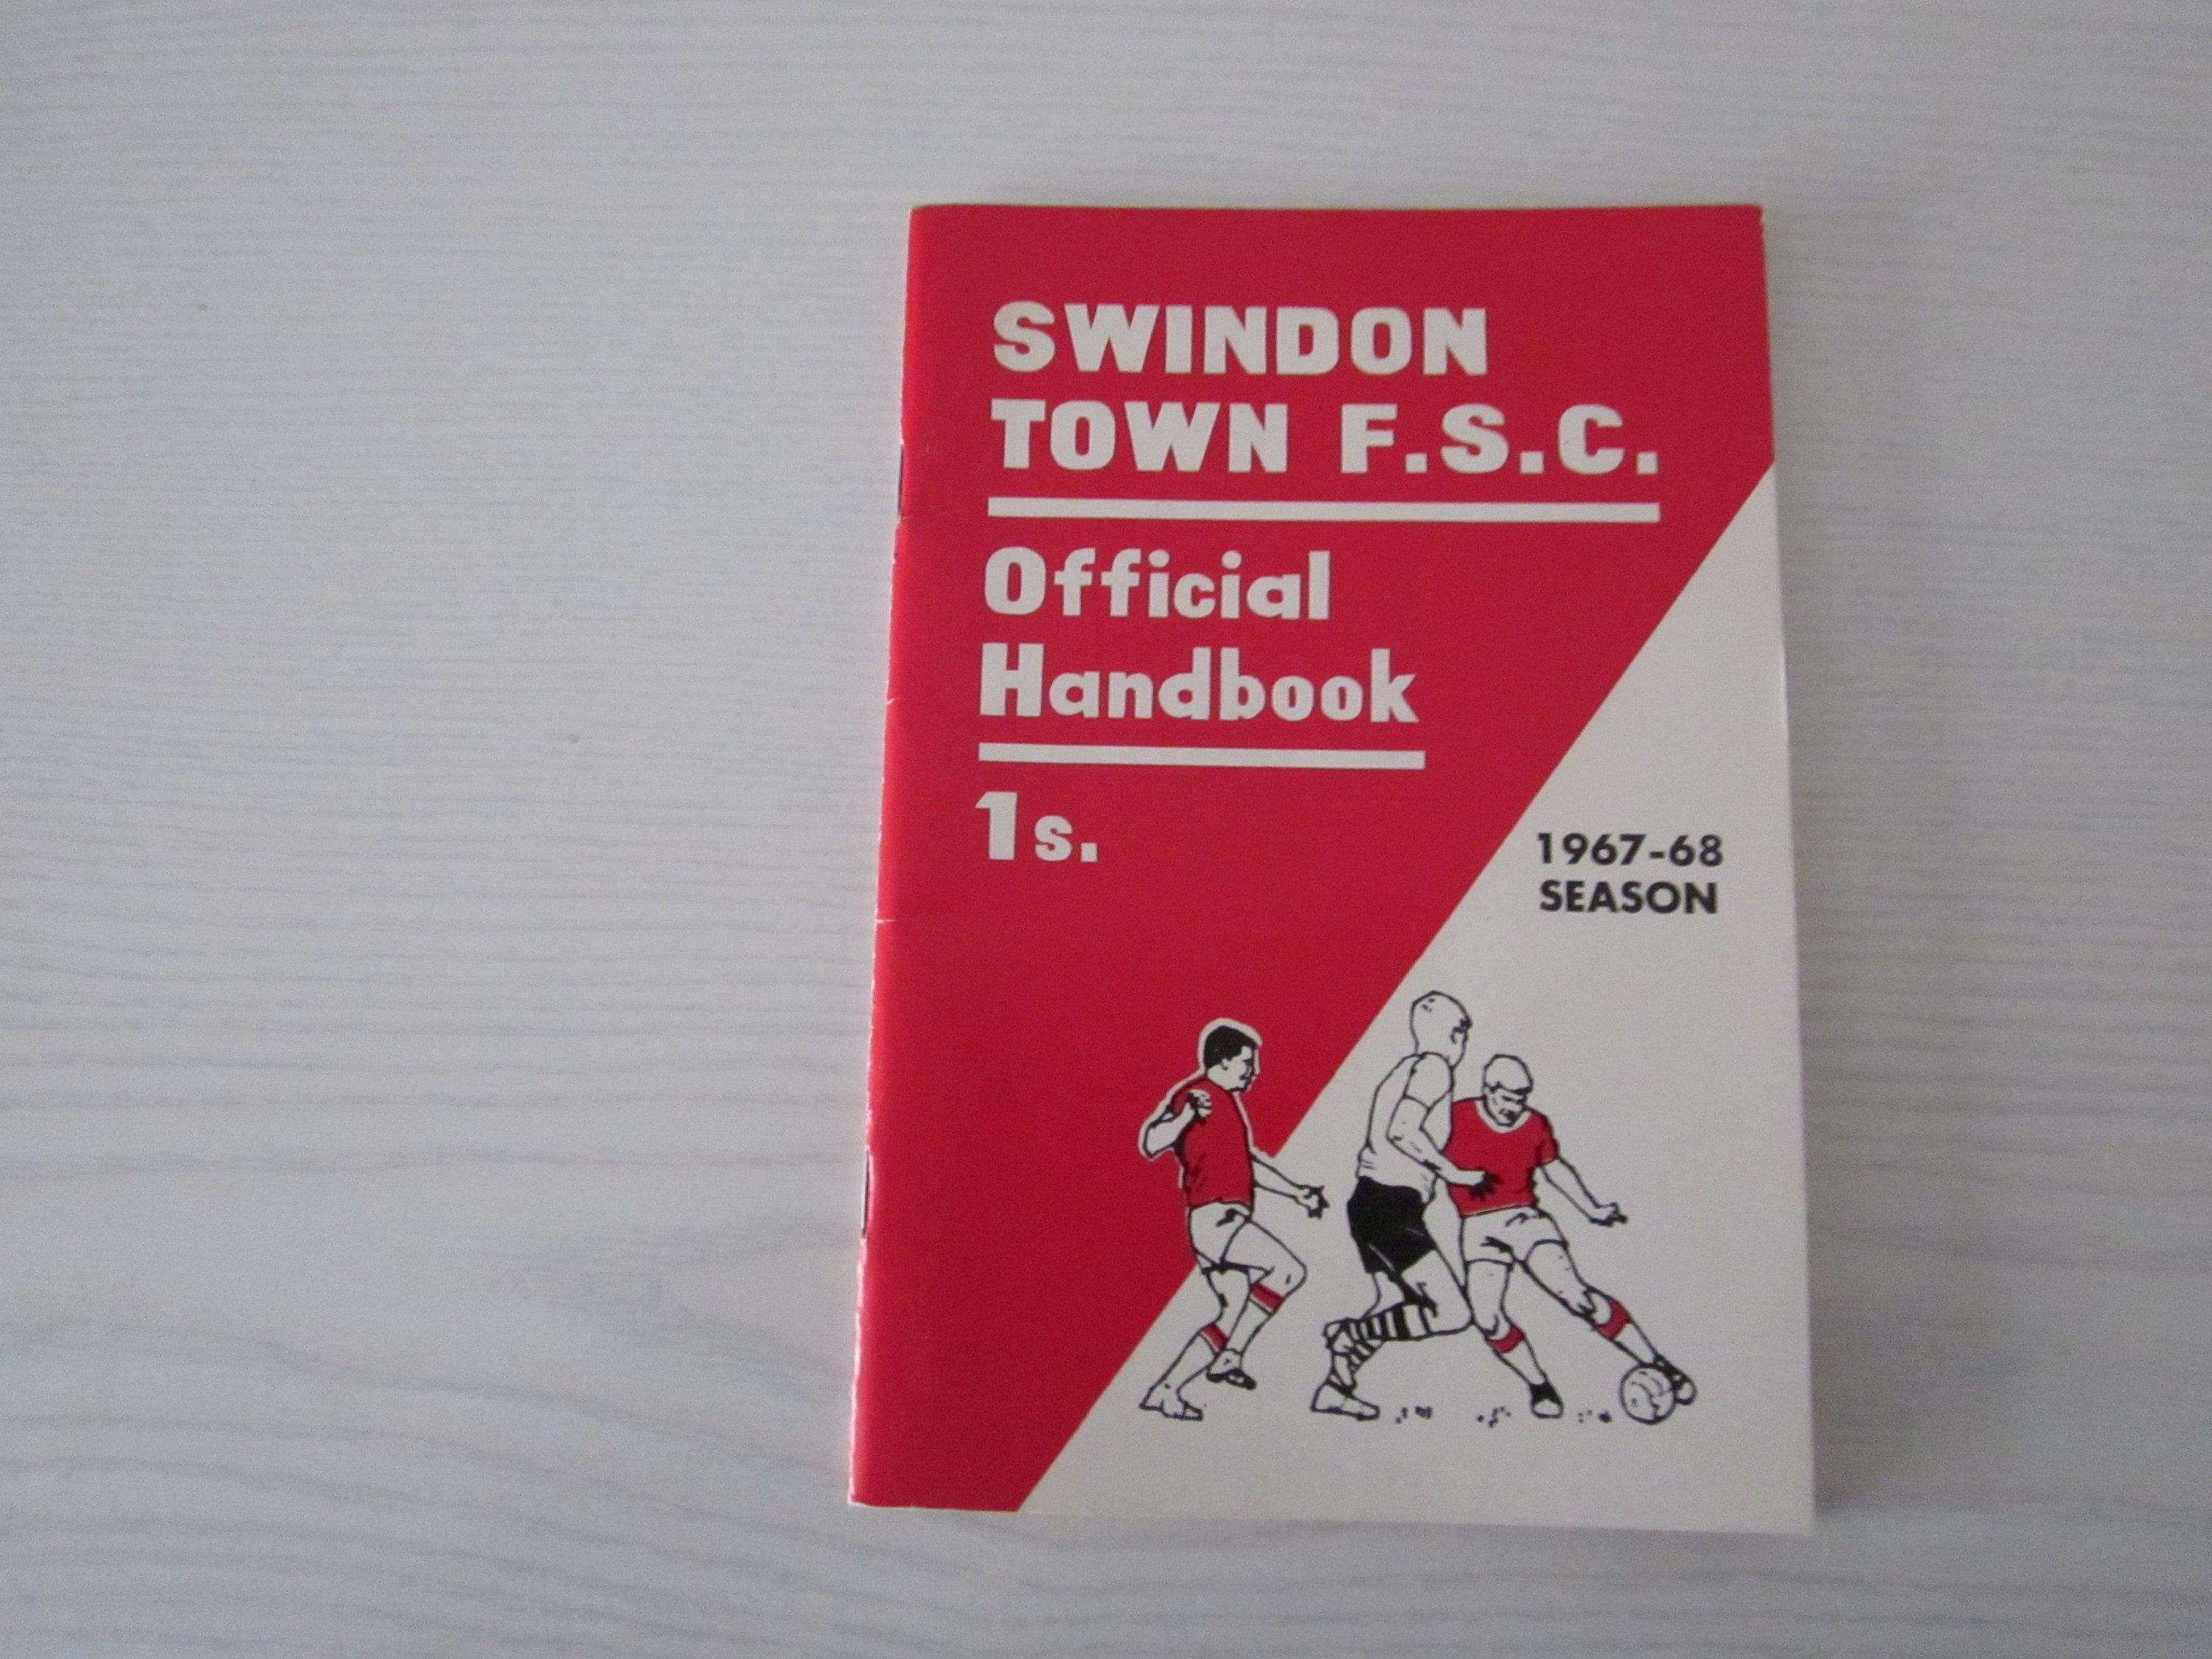 SWINDON
TOWN F.S.C.
Official
Handbook
1s.
1967-68
SEASON